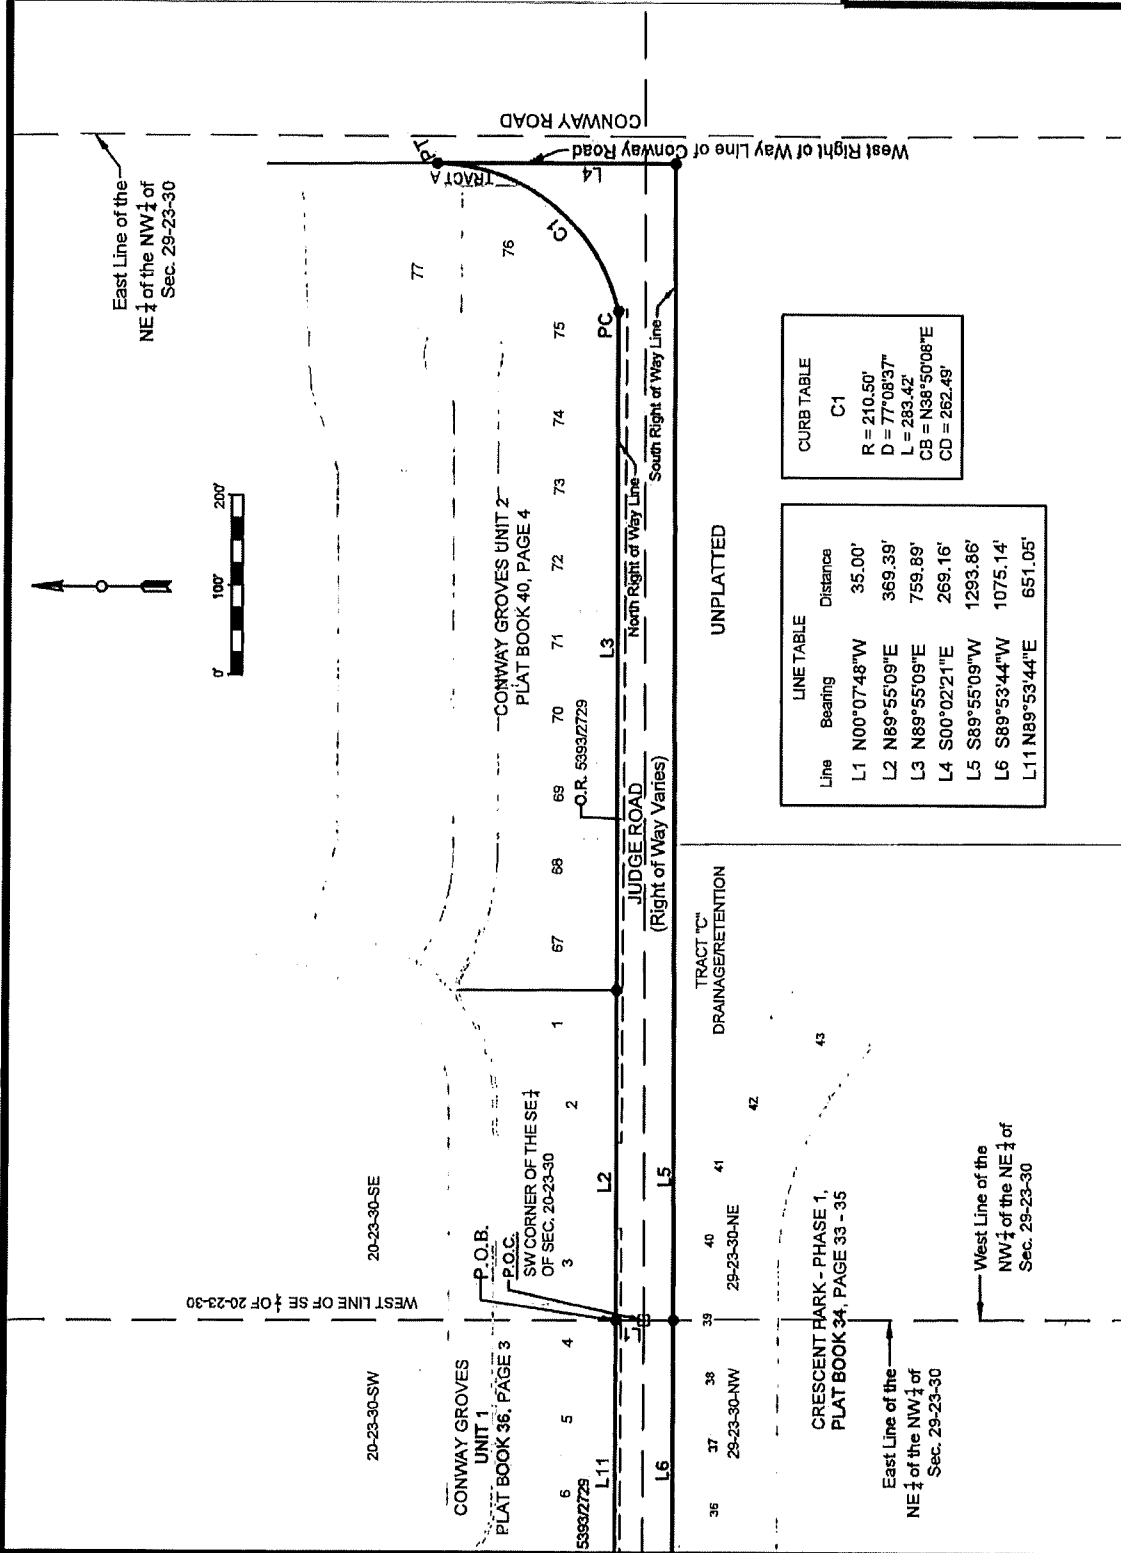 East Line of the
NE 1/4 of the NW 1/4 of
Sec. 29-23-30
0'
100'
200'
20-23-30-SW
20-23-30-SE
WEST LINE OF SE 1/4 OF 20-23-30
CONWAY GROVES
UNIT 1
PLAT BOOK 36, PAGE 3
P.O.B.
P.O.C.
SW CORNER OF THE SE 1/4
OF SEC. 20-23-30
CONWAY GROVES UNIT 2
PLAT BOOK 40, PAGE 4
77
76
TRACT A
PT
CONWAY ROAD
West Right of Way Line of Conway Road
L4
C1
PC
6
5
4
3
2
1
67
68
69
70
71
72
73
74
75
5393/2729
O.R. 5393/2729
L11
L2
L3
L1
North Right of Way Line
JUDGE ROAD
(Right of Way Varies)
South Right of Way Line
L6
L5
36
37
38
39
40
41
42
43
29-23-30-NW
29-23-30-NE
TRACT "C"
DRAINAGE/RETENTION
UNPLATTED
CRESCENT PARK - PHASE 1,
PLAT BOOK 34, PAGE 33 - 35
East Line of the
NE 1/4 of the NW 1/4 of
Sec. 29-23-30
West Line of the
NW 1/4 of the NE 1/4 of
Sec. 29-23-30
LINE TABLE
Line Bearing Distance
L1 N00°07'48"W 35.00'
L2 N89°55'09"E 369.39'
L3 N89°55'09"E 759.89'
L4 S00°02'21"E 269.16'
L5 S89°55'09"W 1293.86'
L6 S89°53'44"W 1075.14'
L11 N89°53'44"E 651.05'
CURB TABLE
C1
R = 210.50'
D = 77°08'37"
L = 283.42'
CB = N38°50'08"E
CD = 262.49'